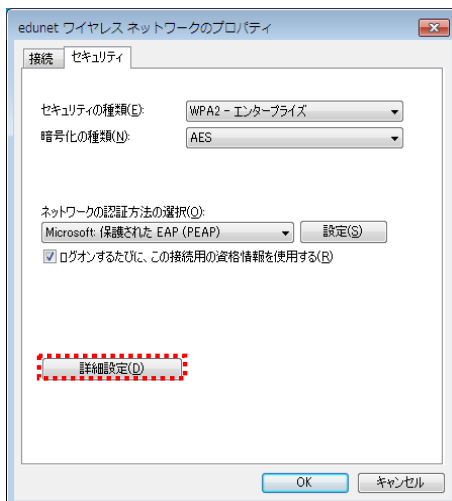 edunet ワイヤレス ネットワークのプロパティ
接続 セキュリティ
セキュリティの種類(E): WPA2 - エンタープライズ
暗号化の種類(N): AES
ネットワークの認証方法の選択(O):
Microsoft: 保護された EAP (PEAP) 設定(S)
ログオンするたびに、この接続用の資格情報を使用する(R)
詳細設定(D)
OK キャンセル